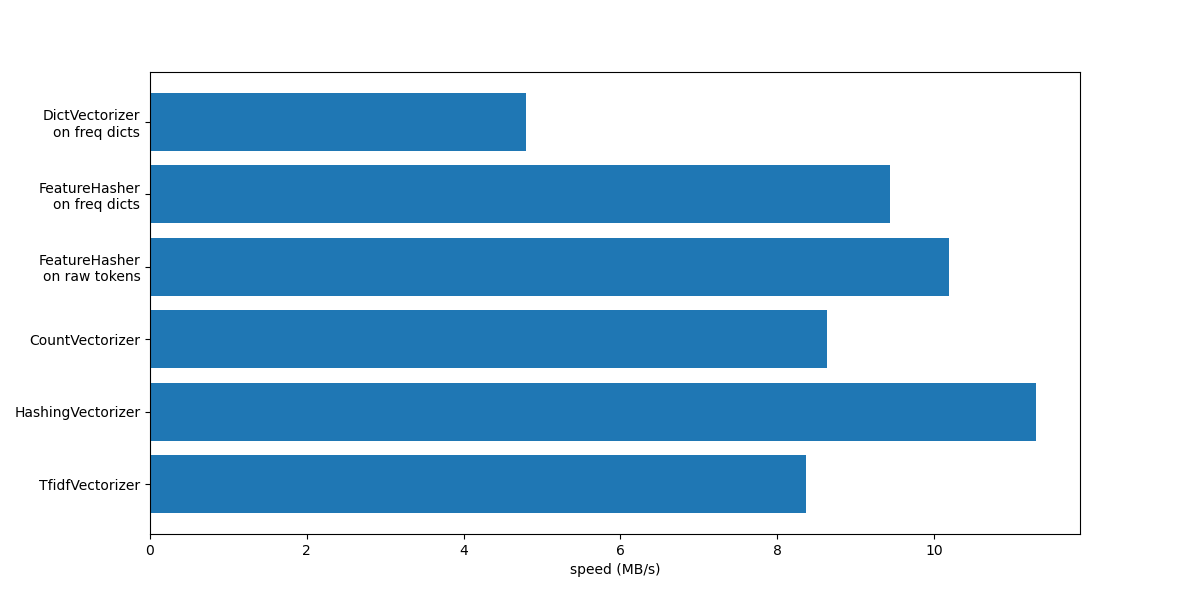 DictVectorizer
on freq dicts
FeatureHasher
on freq dicts
FeatureHasher
on raw tokens
CountVectorizer
HashingVectorizer
TfidfVectorizer
0 2 4 6 8 10
speed (MB/s)